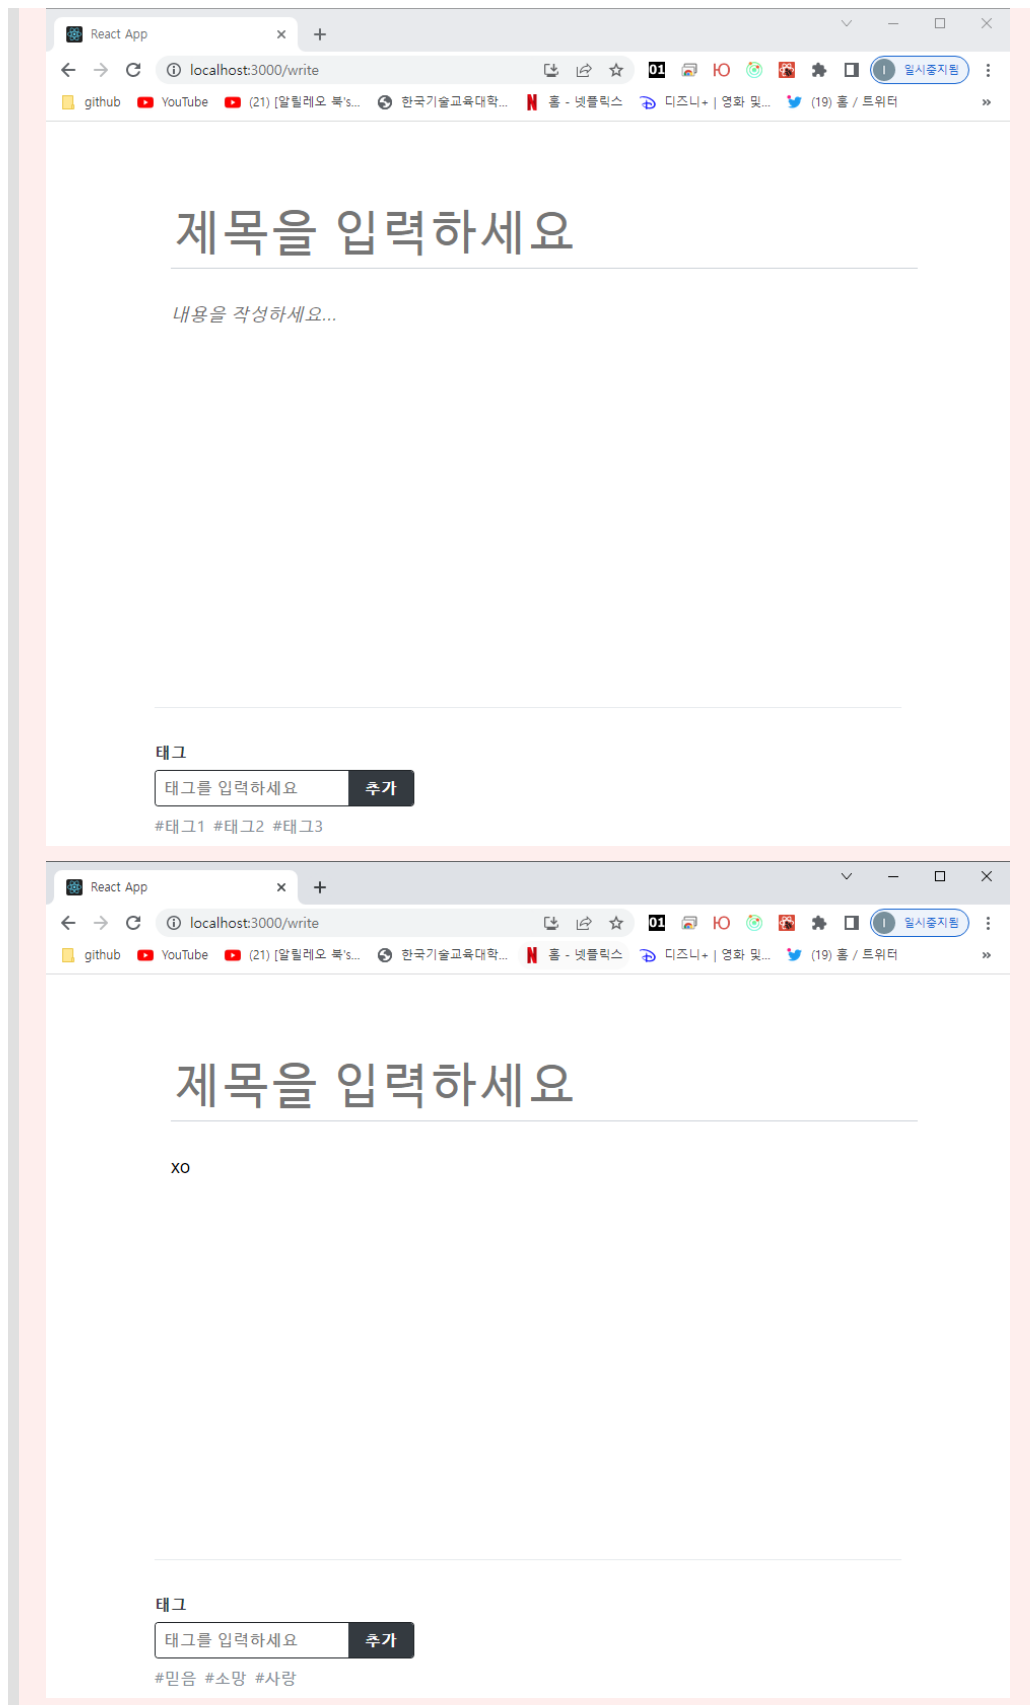 React App
localhost:3000/write
01 Ю I 일시중지됨
github YouTube (21) [알릴레오 북's... 한국기술교육대학... 홈 - 넷플릭스 디즈니+ | 영화 및... (19) 홈 / 트위터 »
제목을 입력하세요
내용을 작성하세요...
태그
태그를 입력하세요 추가
#태그1 #태그2 #태그3
React App
localhost:3000/write
01 Ю I 일시중지됨
github YouTube (21) [알릴레오 북's... 한국기술교육대학... 홈 - 넷플릭스 디즈니+ | 영화 및... (19) 홈 / 트위터 »
제목을 입력하세요
xo
태그
태그를 입력하세요 추가
#믿음 #소망 #사랑